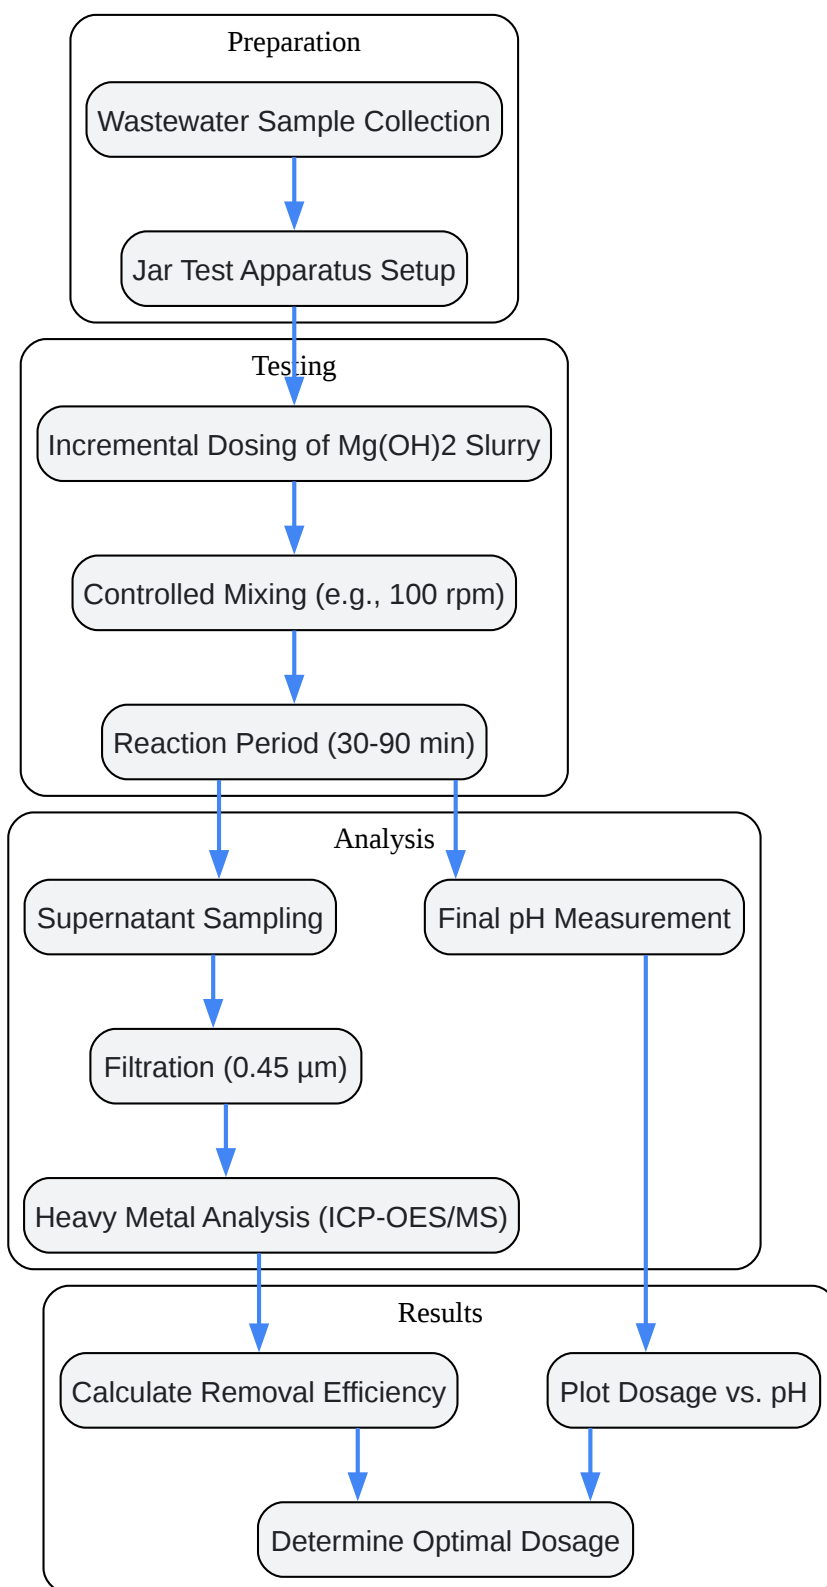 Preparation
Wastewater Sample Collection
Jar Test Apparatus Setup
Testing
Incremental Dosing of Mg(OH)2 Slurry
Controlled Mixing (e.g., 100 rpm)
Reaction Period (30-90 min)
Analysis
Supernatant Sampling
Final pH Measurement
Filtration (0.45 µm)
Heavy Metal Analysis (ICP-OES/MS)
Results
Calculate Removal Efficiency
Plot Dosage vs. pH
Determine Optimal Dosage